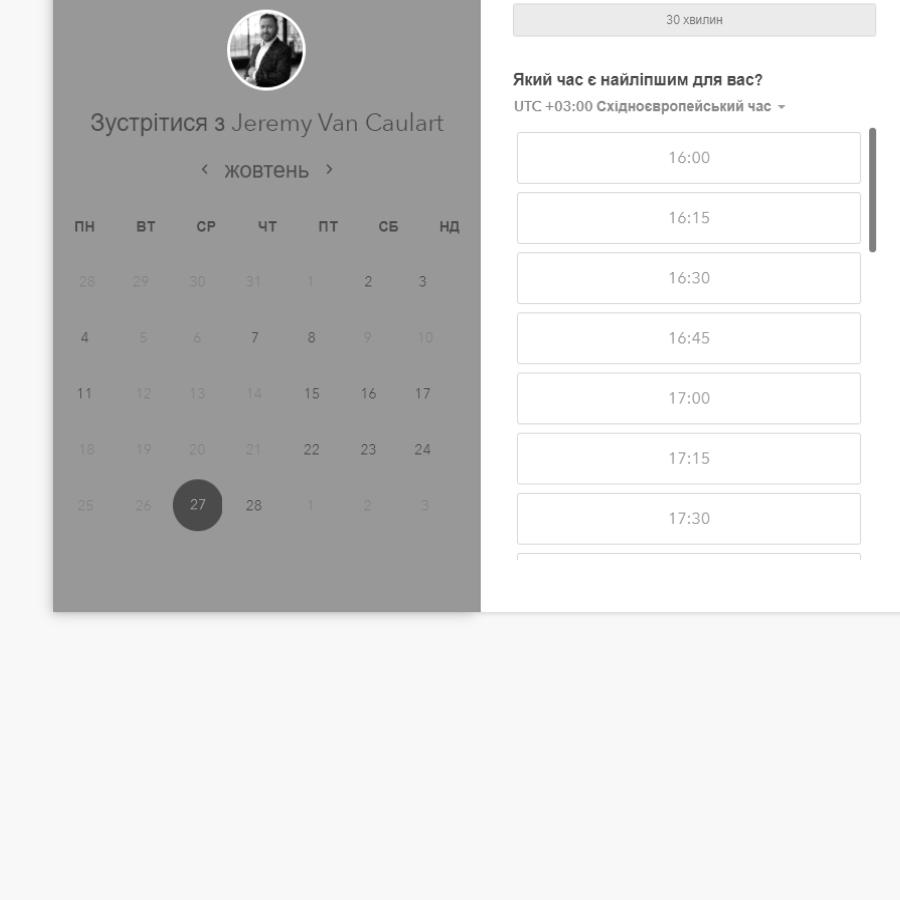 Зустрітися з Jeremy Van Caulart
жовтень
ПН ВТ СР ЧТ ПТ СБ НД
28 29 30 31 1 2 3
4 5 6 7 8 9 10
11 12 13 14 15 16 17
18 19 20 21 22 23 24
25 26 27 28 1 2 3
30 хвилин
Який час є найліпшим для вас?
UTC +03:00 Східноєвропейський час
16:00
16:15
16:30
16:45
17:00
17:15
17:30